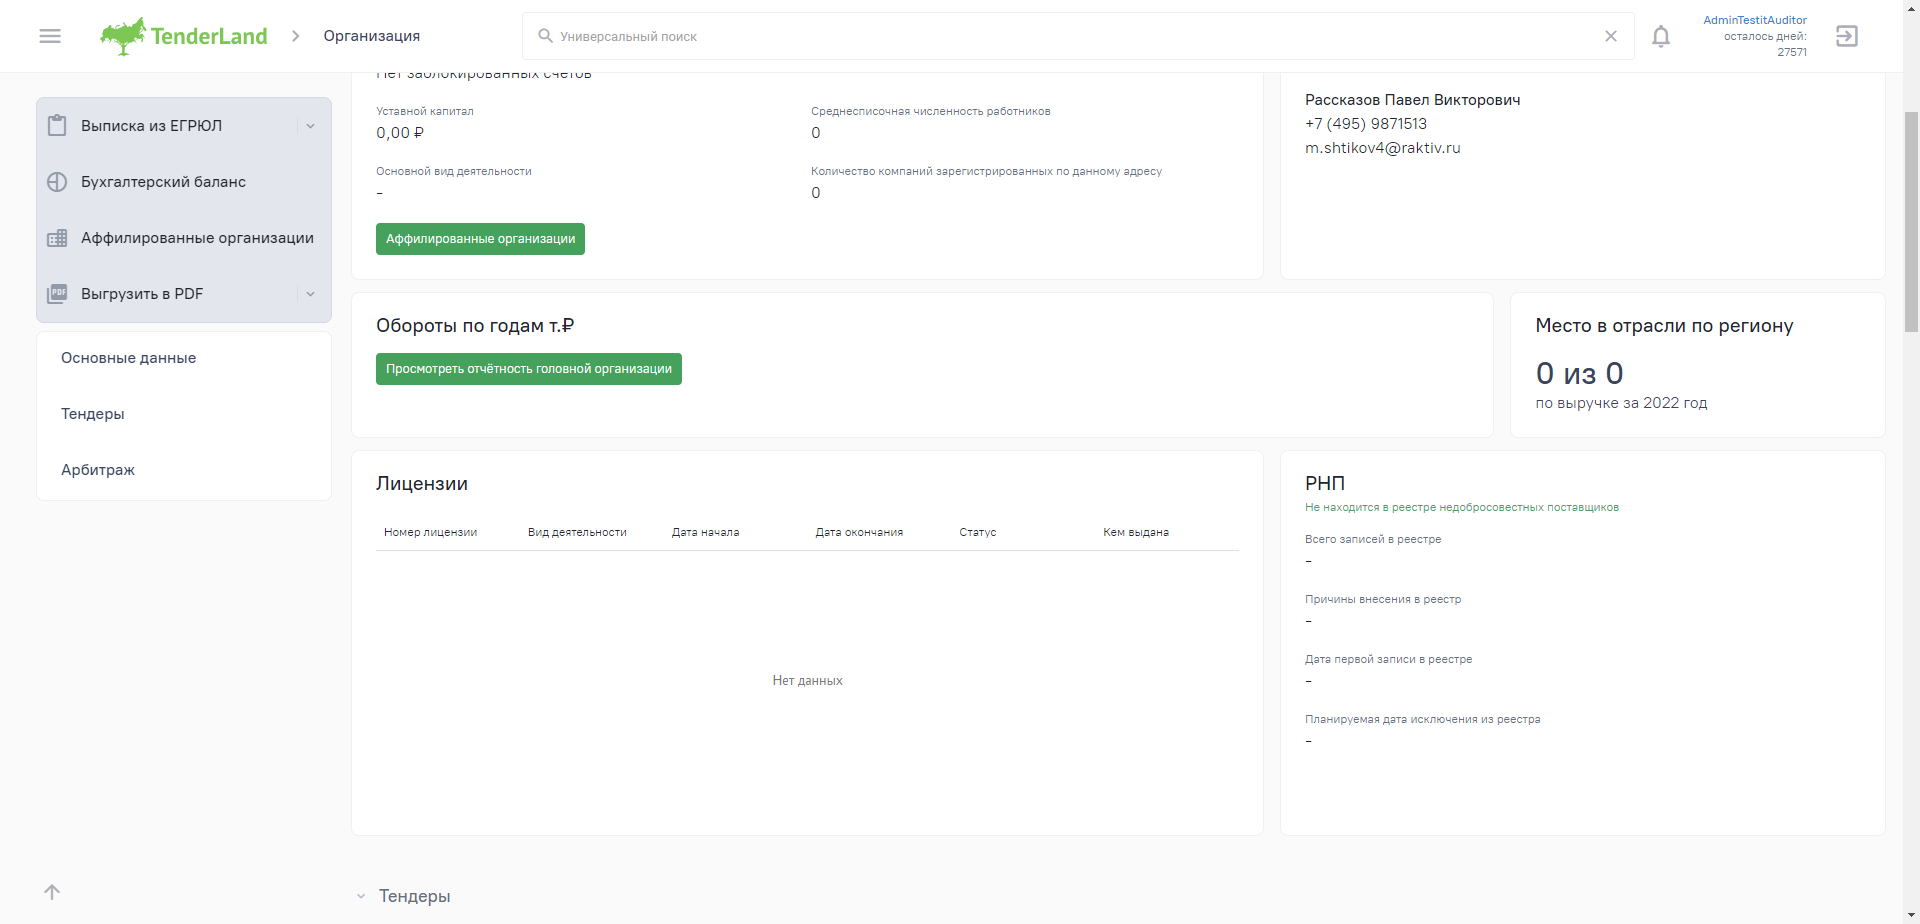 TenderLand
Организация
Универсальный поиск
AdminTestitAuditor
осталось дней:
27571
Выписка из ЕГРЮЛ
Бухгалтерский баланс
Аффилированные организации
PDF
Выгрузить в PDF
Основные данные
Тендеры
Арбитраж
Нет заблокированных счетов
Уставной капитал
0,00 ₽
Среднесписочная численность работников
0
Основной вид деятельности
–
Количество компаний зарегистрированных по данному адресу
0
Аффилированные организации
Рассказов Павел Викторович
+7 (495) 9871513
m.shtikov4@raktiv.ru
Обороты по годам т.₽
Просмотреть отчётность головной организации
Место в отрасли по региону
0 из 0
по выручке за 2022 год
Лицензии
Номер лицензии Вид деятельности Дата начала Дата окончания Статус Кем выдана
Нет данных
РНП
Не находится в реестре недобросовестных поставщиков
Всего записей в реестре
–
Причины внесения в реестр
–
Дата первой записи в реестре
–
Планируемая дата исключения из реестра
–
Тендеры